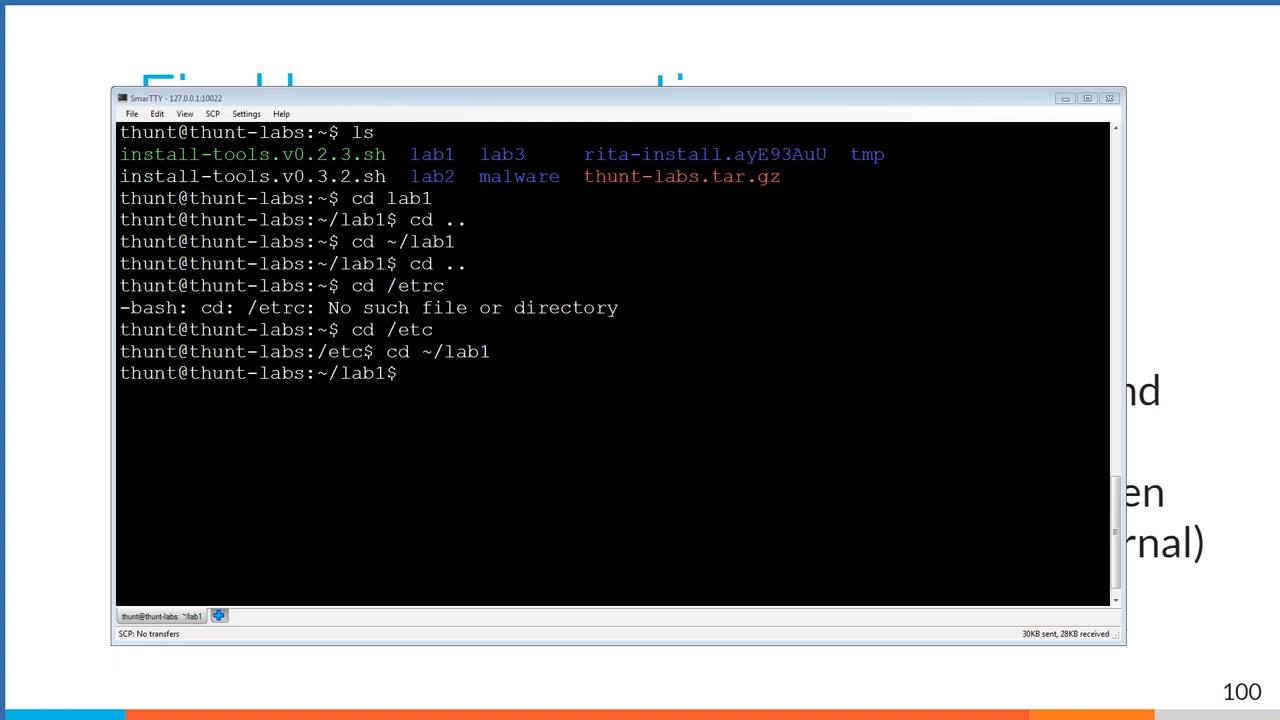 SmarTTY - 127.0.0.1:10022
File Edit View SCP Settings Help
thunt@thunt-labs:~$ ls
install-tools.v0.2.3.sh lab1 lab3 rita-install.ayE93AuU tmp
install-tools.v0.3.2.sh lab2 malware thunt-labs.tar.gz
thunt@thunt-labs:~$ cd lab1
thunt@thunt-labs:~/lab1$ cd ..
thunt@thunt-labs:~$ cd ~/lab1
thunt@thunt-labs:~/lab1$ cd ..
thunt@thunt-labs:~$ cd /etrc
-bash: cd: /etrc: No such file or directory
thunt@thunt-labs:~$ cd /etc
thunt@thunt-labs:/etc$ cd ~/lab1
thunt@thunt-labs:~/lab1$
nd
en
rnal)
thunt@thunt-labs: ~/lab1
SCP: No transfers 30KB sent, 28KB received
100